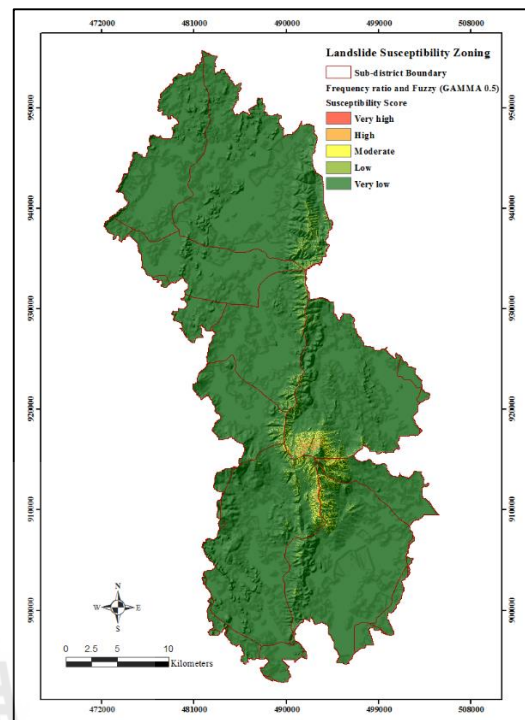 472000 481000 490000 499000 508000
Landslide Susceptibility Zoning
Sub-district Boundary
Frequency ratio and Fuzzy (GAMMA 0.5)
Susceptibility Score
Very high
High
Moderate
Low
Very low
950000 950000
940000 940000
930000 930000
920000 920000
910000 910000
900000 900000
N
W E
S
0 2.5 5 10
Kilometers
472000 481000 490000 499000 508000